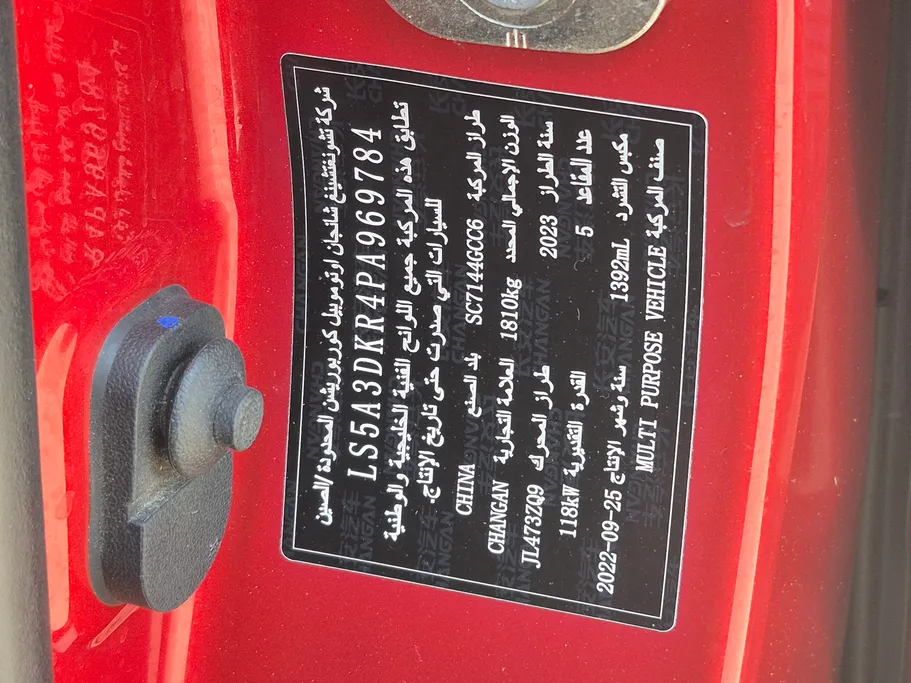 شركة تشونغتشينغ شانجان اوتوموبيل كوربوريشن المحدودة /الصين
LS5A3DKR4PA969784
تطابق هذه المركبة جميع اللوائح الفنية الخليجية والوطنية
للسيارات التي صدرت حتى تاريخ الإنتاج.
طراز المركبة SC7144GCC6 بلد الصنع CHINA
الوزن الإجمالي المحدد 1810kg العلامة التجارية CHANGAN
سنة الطراز 2023 طراز المحرك JL473ZQ9
عدد المقاعد 5 القدرة التقديرية 118kW
مكبس التشرد 1392mL سنة وشهر الإنتاج 2022-09-25
صنف المركبة MULTI PURPOSE VEHICLE